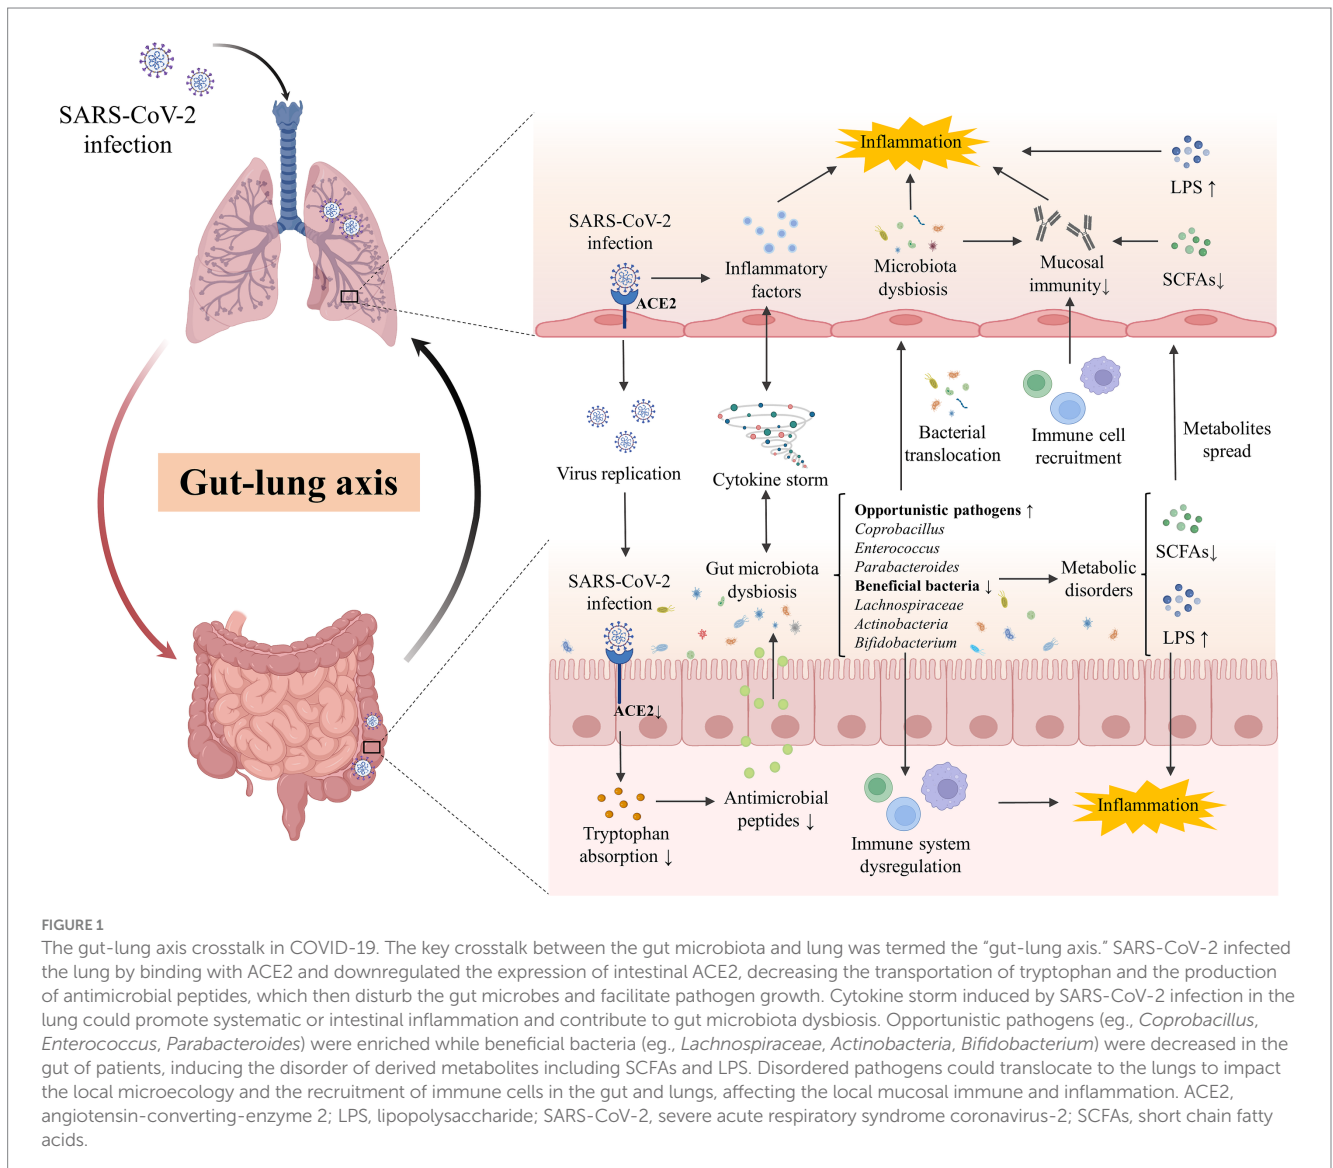 SARS-CoV-2
infection
Inflammation
LPS ↑
SARS-CoV-2
infection
ACE2
Inflammatory
factors
Microbiota
dysbiosis
Mucosal
immunity↓
SCFAs↓
Virus replication
Cytokine storm
Bacterial
translocation
Immune cell
recruitment
Metabolites
spread
Gut-lung axis
SARS-CoV-2
infection
Gut microbiota
dysbiosis
Opportunistic pathogens ↑
Coprobacillus
Enterococcus
Parabacteroides
Beneficial bacteria ↓
Lachnospiraceae
Actinobacteria
Bifidobacterium
Metabolic
disorders
SCFAs↓
LPS ↑
ACE2↓
Tryptophan
absorption ↓
Antimicrobial
peptides ↓
Immune system
dysregulation
Inflammation
FIGURE 1
The gut-lung axis crosstalk in COVID-19. The key crosstalk between the gut microbiota and lung was termed the “gut-lung axis.” SARS-CoV-2 infected
the lung by binding with ACE2 and downregulated the expression of intestinal ACE2, decreasing the transportation of tryptophan and the production
of antimicrobial peptides, which then disturb the gut microbes and facilitate pathogen growth. Cytokine storm induced by SARS-CoV-2 infection in the
lung could promote systematic or intestinal inflammation and contribute to gut microbiota dysbiosis. Opportunistic pathogens (eg., Coprobacillus,
Enterococcus, Parabacteroides) were enriched while beneficial bacteria (eg., Lachnospiraceae, Actinobacteria, Bifidobacterium) were decreased in the
gut of patients, inducing the disorder of derived metabolites including SCFAs and LPS. Disordered pathogens could translocate to the lungs to impact
the local microecology and the recruitment of immune cells in the gut and lungs, affecting the local mucosal immune and inflammation. ACE2,
angiotensin-converting-enzyme 2; LPS, lipopolysaccharide; SARS-CoV-2, severe acute respiratory syndrome coronavirus-2; SCFAs, short chain fatty
acids.